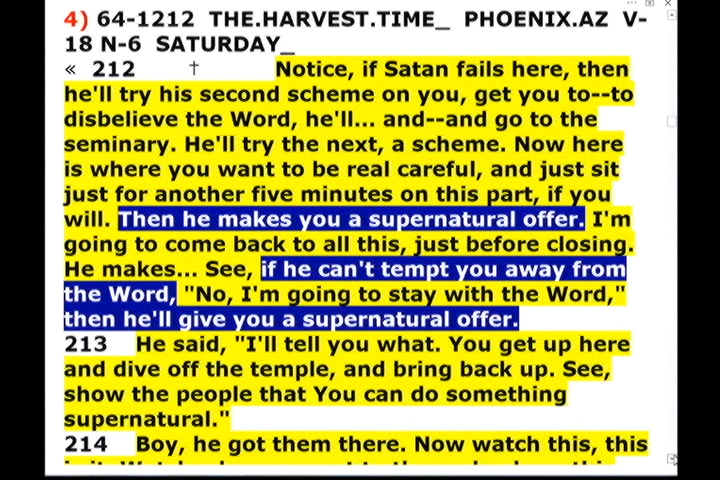 4) 64-1212 THE.HARVEST.TIME_ PHOENIX.AZ V-
18 N-6 SATURDAY_
« 212 † Notice, if Satan fails here, then
he'll try his second scheme on you, get you to--to
disbelieve the Word, he'll... and--and go to the
seminary. He'll try the next, a scheme. Now here
is where you want to be real careful, and just sit
just for another five minutes on this part, if you
will. Then he makes you a supernatural offer. I'm
going to come back to all this, just before closing.
He makes... See, if he can't tempt you away from
the Word, "No, I'm going to stay with the Word,"
then he'll give you a supernatural offer.
213 He said, "I'll tell you what. You get up here
and dive off the temple, and bring back up. See,
show the people that You can do something
supernatural."
214 Boy, he got them there. Now watch this, this